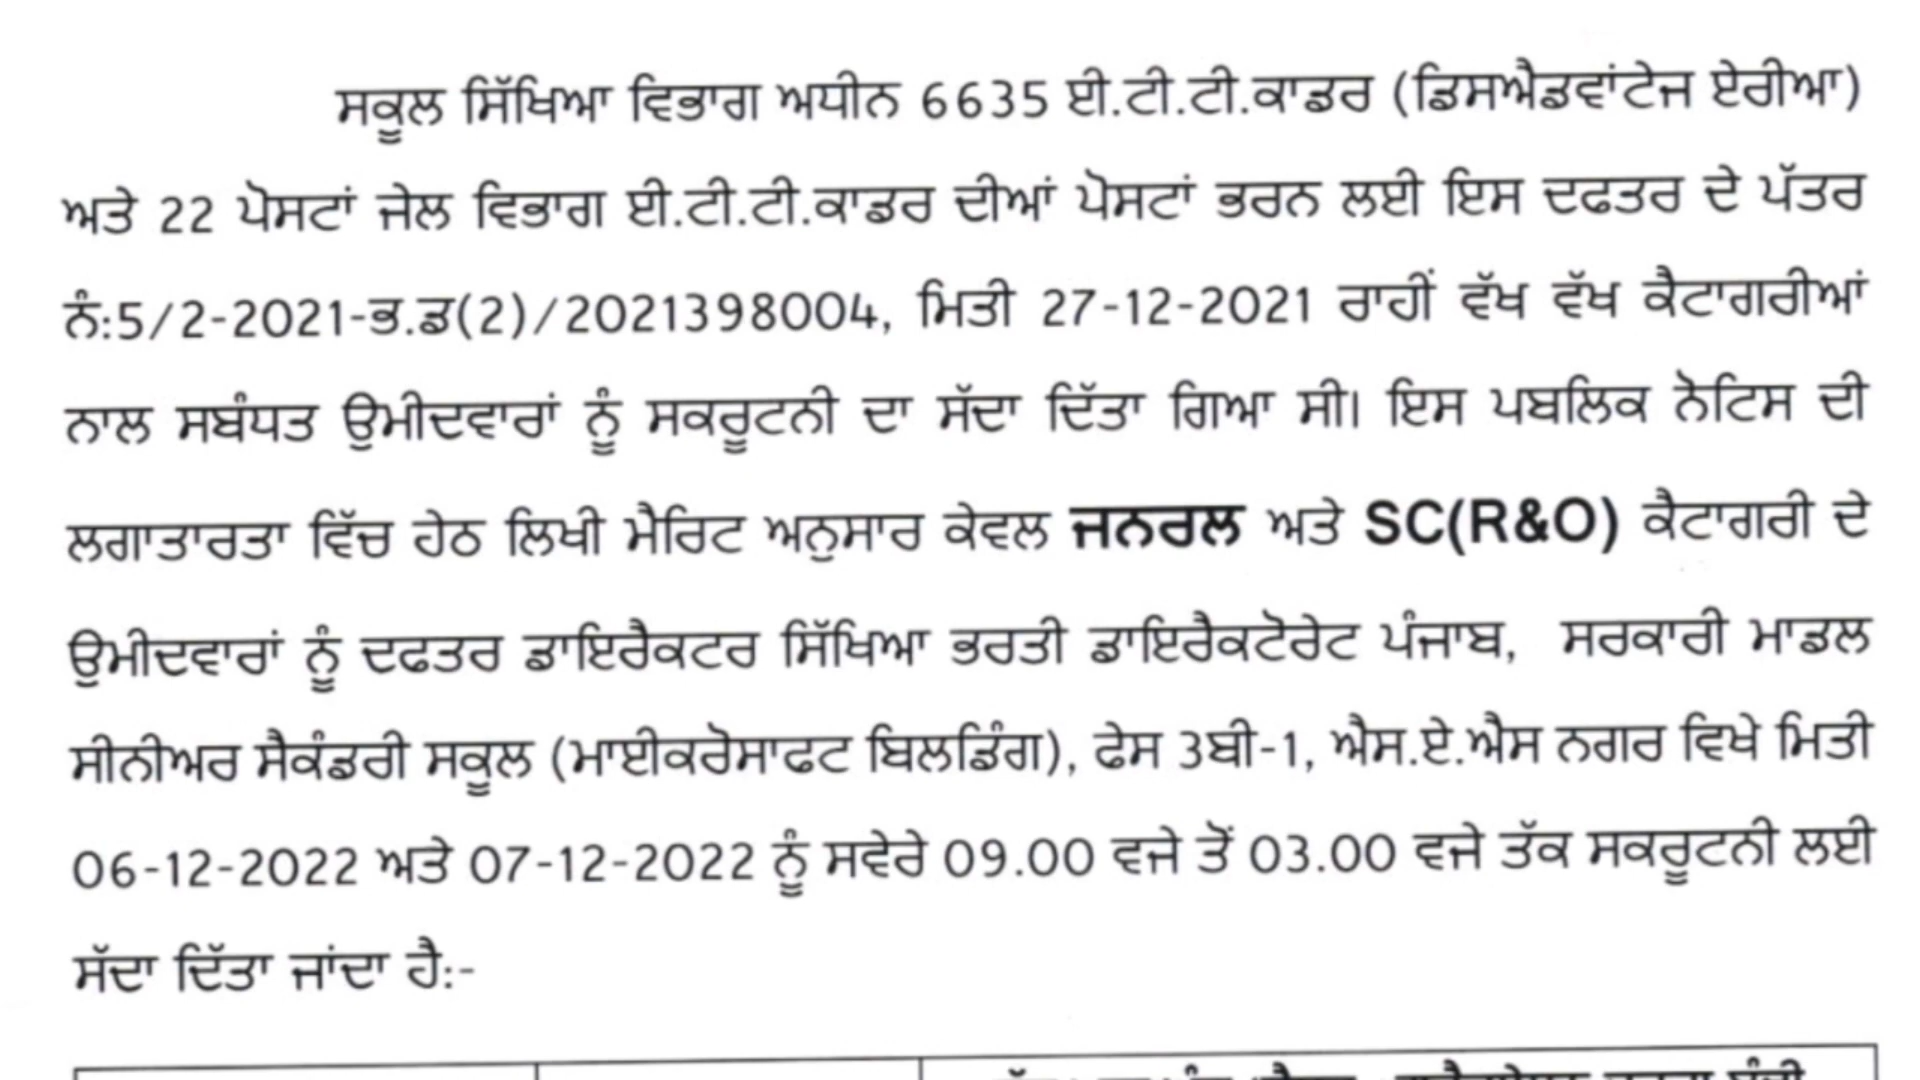 ਸਕੂਲ ਸਿੱਖਿਆ ਵਿਭਾਗ ਅਧੀਨ 6635 ਈ.ਟੀ.ਟੀ.ਕਾਡਰ (ਡਿਸਐਡਵਾਂਟੇਜ ਏਰੀਆ)
ਅਤੇ 22 ਪੋਸਟਾਂ ਜੇਲ ਵਿਭਾਗ ਈ.ਟੀ.ਟੀ.ਕਾਡਰ ਦੀਆਂ ਪੋਸਟਾਂ ਭਰਨ ਲਈ ਇਸ ਦਫਤਰ ਦੇ ਪੱਤਰ
ਨੰ:5/2-2021-ਭ.ਡ(2)/2021398004, ਮਿਤੀ 27-12-2021 ਰਾਹੀਂ ਵੱਖ ਵੱਖ ਕੈਟਾਗਰੀਆਂ
ਨਾਲ ਸਬੰਧਤ ਉਮੀਦਵਾਰਾਂ ਨੂੰ ਸਕਰੂਟਨੀ ਦਾ ਸੱਦਾ ਦਿੱਤਾ ਗਿਆ ਸੀ। ਇਸ ਪਬਲਿਕ ਨੋਟਿਸ ਦੀ
ਲਗਾਤਾਰਤਾ ਵਿੱਚ ਹੇਠ ਲਿਖੀ ਮੈਰਿਟ ਅਨੁਸਾਰ ਕੇਵਲ ਜਨਰਲ ਅਤੇ SC(R&O) ਕੈਟਾਗਰੀ ਦੇ
ਉਮੀਦਵਾਰਾਂ ਨੂੰ ਦਫਤਰ ਡਾਇਰੈਕਟਰ ਸਿੱਖਿਆ ਭਰਤੀ ਡਾਇਰੈਕਟੋਰੇਟ ਪੰਜਾਬ, ਸਰਕਾਰੀ ਮਾਡਲ
ਸੀਨੀਅਰ ਸੈਕੰਡਰੀ ਸਕੂਲ (ਮਾਈਕਰੋਸਾਫਟ ਬਿਲਡਿੰਗ), ਫੇਸ 3ਬੀ-1, ਐਸ.ਏ.ਐਸ ਨਗਰ ਵਿਖੇ ਮਿਤੀ
06-12-2022 ਅਤੇ 07-12-2022 ਨੂੰ ਸਵੇਰੇ 09.00 ਵਜੇ ਤੋਂ 03.00 ਵਜੇ ਤੱਕ ਸਕਰੂਟਨੀ ਲਈ
ਸੱਦਾ ਦਿੱਤਾ ਜਾਂਦਾ ਹੈ:-